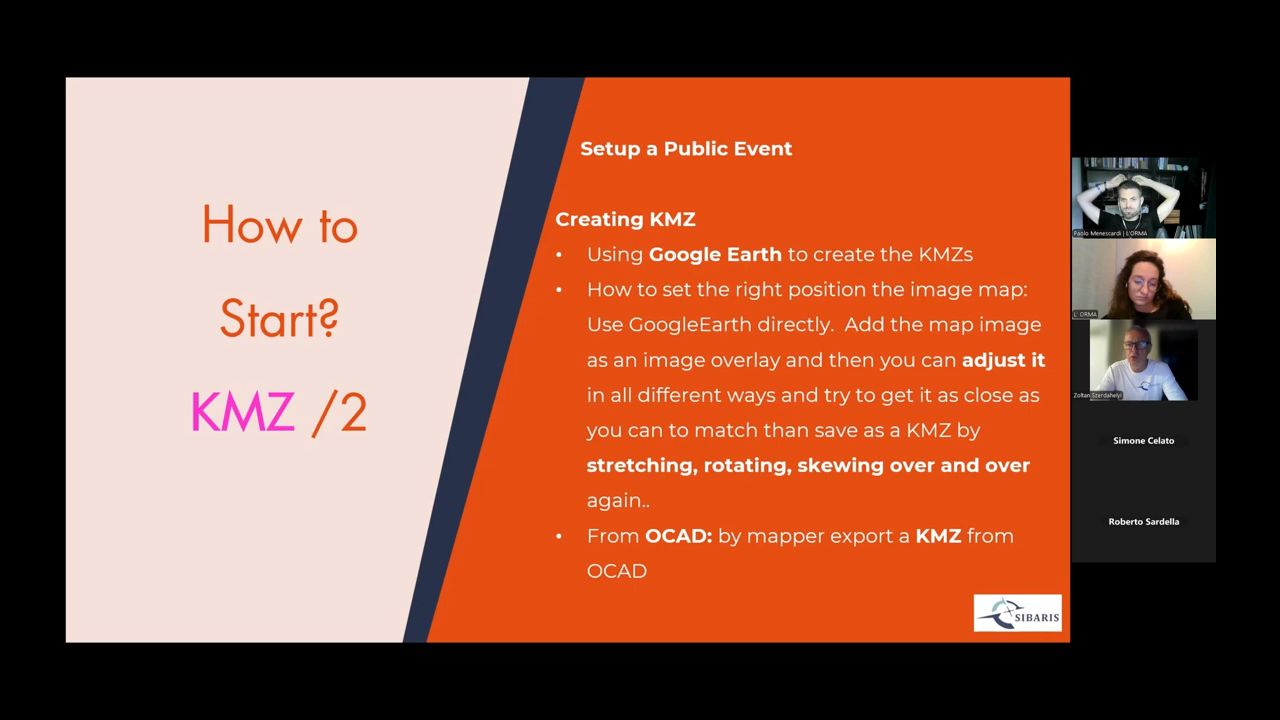 How to
Start?
KMZ /2
Setup a Public Event
Creating KMZ
• Using Google Earth to create the KMZs
• How to set the right position the image map:
Use GoogleEarth directly. Add the map image
as an image overlay and then you can adjust it
in all different ways and try to get it as close as
you can to match than save as a KMZ by
stretching, rotating, skewing over and over
again..
• From OCAD: by mapper export a KMZ from
OCAD
SIBARIS
Paolo Menescardi | L'ORMA
L' ORMA
Zoltan Szerdahelyi
Simone Celato
Roberto Sardella